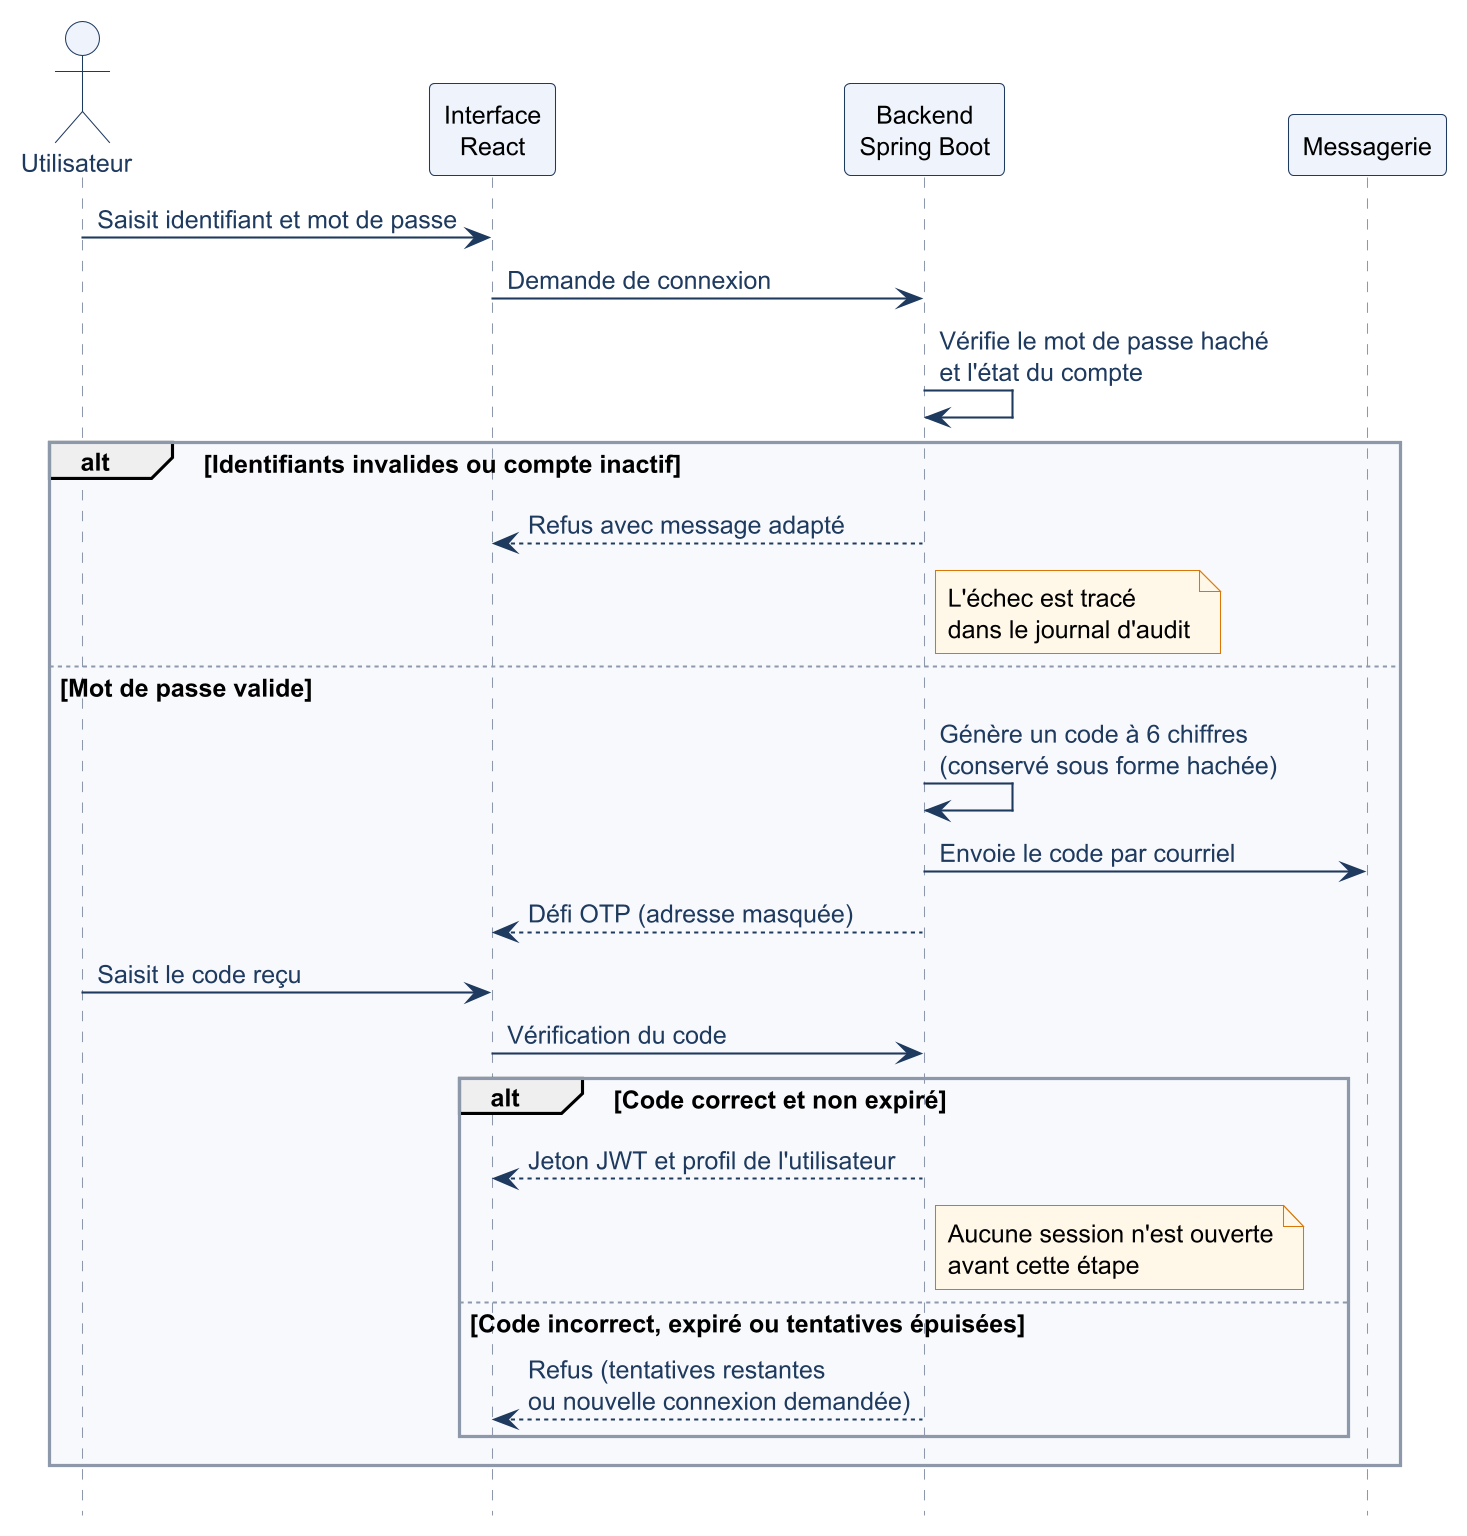 Utilisateur
Interface
React
Backend
Spring Boot
Messagerie
Saisit identifiant et mot de passe
Demande de connexion
Vérifie le mot de passe haché
et l'état du compte
alt
[Identifiants invalides ou compte inactif]
Refus avec message adapté
L'échec est tracé
dans le journal d'audit
[Mot de passe valide]
Génère un code à 6 chiffres
(conservé sous forme hachée)
Envoie le code par courriel
Défi OTP (adresse masquée)
Saisit le code reçu
Vérification du code
alt
[Code correct et non expiré]
Jeton JWT et profil de l'utilisateur
Aucune session n'est ouverte
avant cette étape
[Code incorrect, expiré ou tentatives épuisées]
Refus (tentatives restantes
ou nouvelle connexion demandée)